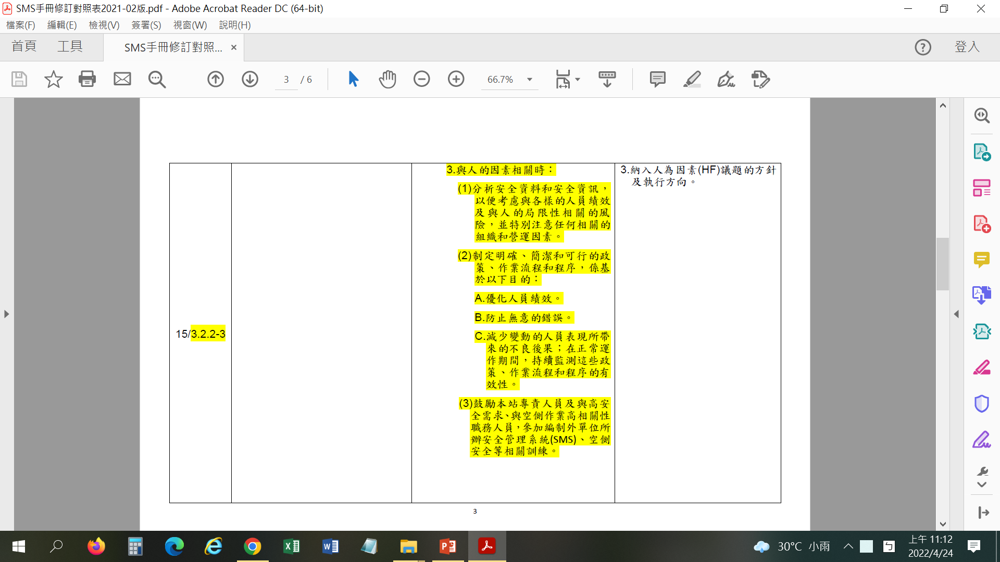 SMS手冊修訂對照表2021-02版.pdf - Adobe Acrobat Reader DC (64-bit)
檔案(F) 編輯(E) 檢視(V) 簽署(S) 視窗(W) 說明(H)
首頁 工具 SMS手冊修訂對照... × 登入
3 / 6 66.7%
15/3.2.2-3
3.與人的因素相關時：
(1)分析安全資料和安全資訊，
以便考慮與各樣的人員績效
及與人的局限性相關的風
險，並特別注意任何相關的
組織和營運因素。
(2)制定明確、簡潔和可行的政
策、作業流程和程序，係基
於以下目的：
A.優化人員績效。
B.防止無意的錯誤。
C.減少變動的人員表現所帶
來的不良後果；在正常運
作期間，持續監測這些政
策、作業流程和程序的有
效性。
(3)鼓勵本站專責人員及與高安
全需求、與空側作業高相關性
職務人員，參加編制外單位所
辦安全管理系統(SMS)、空側
安全等相關訓練。
3.納入人為因素(HF)議題的方針
及執行方向。
3
30°C 小雨
ㄅ
上午 11:12
2022/4/24